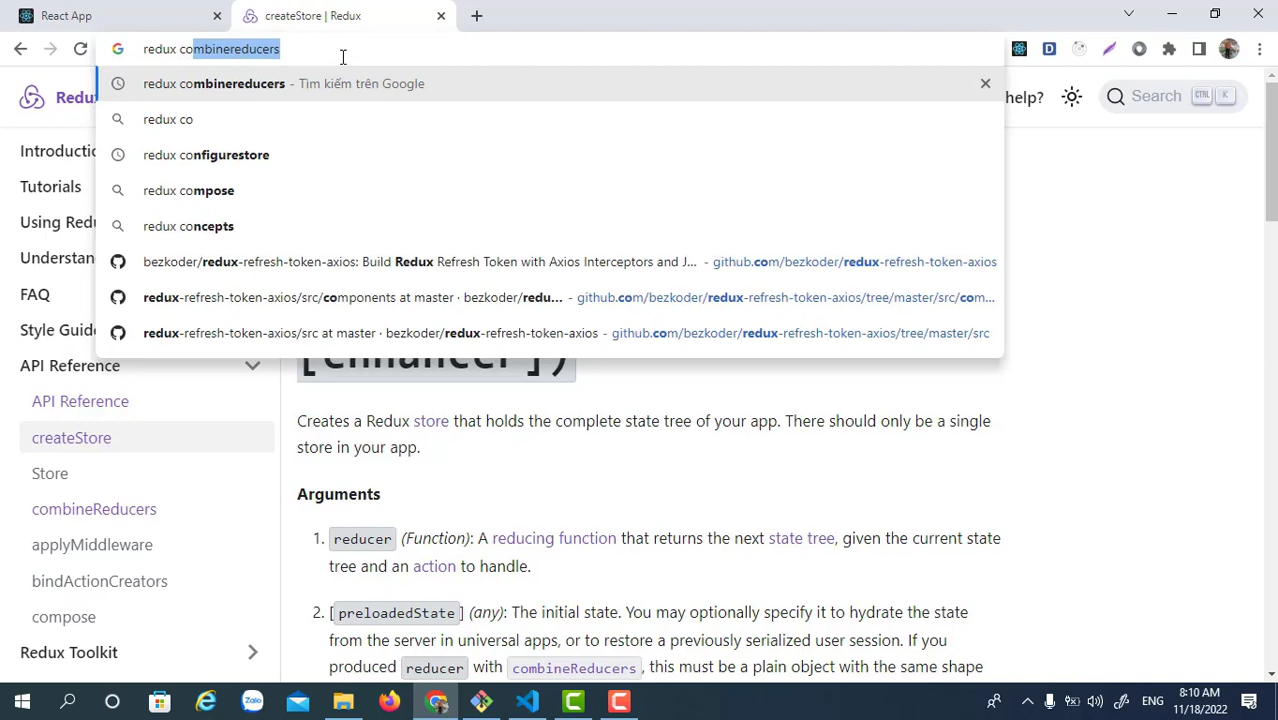 React App
createStore | Redux
redux combinereducers
redux combinereducers - Tìm kiếm trên Google
redux co
redux configurestore
redux compose
redux concepts
bezkoder/redux-refresh-token-axios: Build Redux Refresh Token with Axios Interceptors and J... - github.com/bezkoder/redux-refresh-token-axios
redux-refresh-token-axios/src/components at master · bezkoder/redu... - github.com/bezkoder/redux-refresh-token-axios/tree/master/src/com...
redux-refresh-token-axios/src at master · bezkoder/redux-refresh-token-axios - github.com/bezkoder/redux-refresh-token-axios/tree/master/src
Redu
help?
Search CTRL K
Introductio
Tutorials
Using Redu
Understan
FAQ
Style Guide
API Reference
API Reference
createStore
Store
combineReducers
applyMiddleware
bindActionCreators
compose
Redux Toolkit
[enhancer])
Creates a Redux store that holds the complete state tree of your app. There should only be a single
store in your app.
Arguments
1. reducer (Function): A reducing function that returns the next state tree, given the current state
tree and an action to handle.
2. [preloadedState] (any): The initial state. You may optionally specify it to hydrate the state
from the server in universal apps, or to restore a previously serialized user session. If you
produced reducer with combineReducers, this must be a plain object with the same shape
Zalo
ENG
8:10 AM
11/18/2022